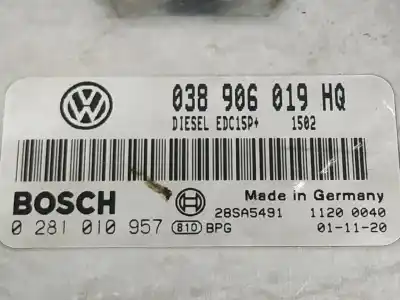 038 906 019 HQ
DIESEL EDC15P+ 1502
BOSCH
Made in Germany
0 281 010 957 810 BPG
28SA5491 1120 0040
01-11-20